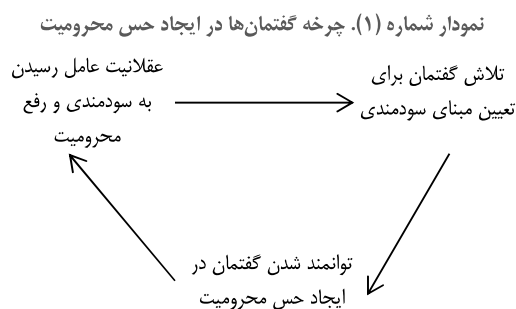 نمودار شماره (۱). چرخه گفتمان‌ها در ایجاد حس محرومیت
تلاش گفتمان برای
تعیین مبنای سودمندی
عقلانیت عامل رسیدن
به سودمندی و رفع
محرومیت
توانمند شدن گفتمان در
ایجاد حس محرومیت